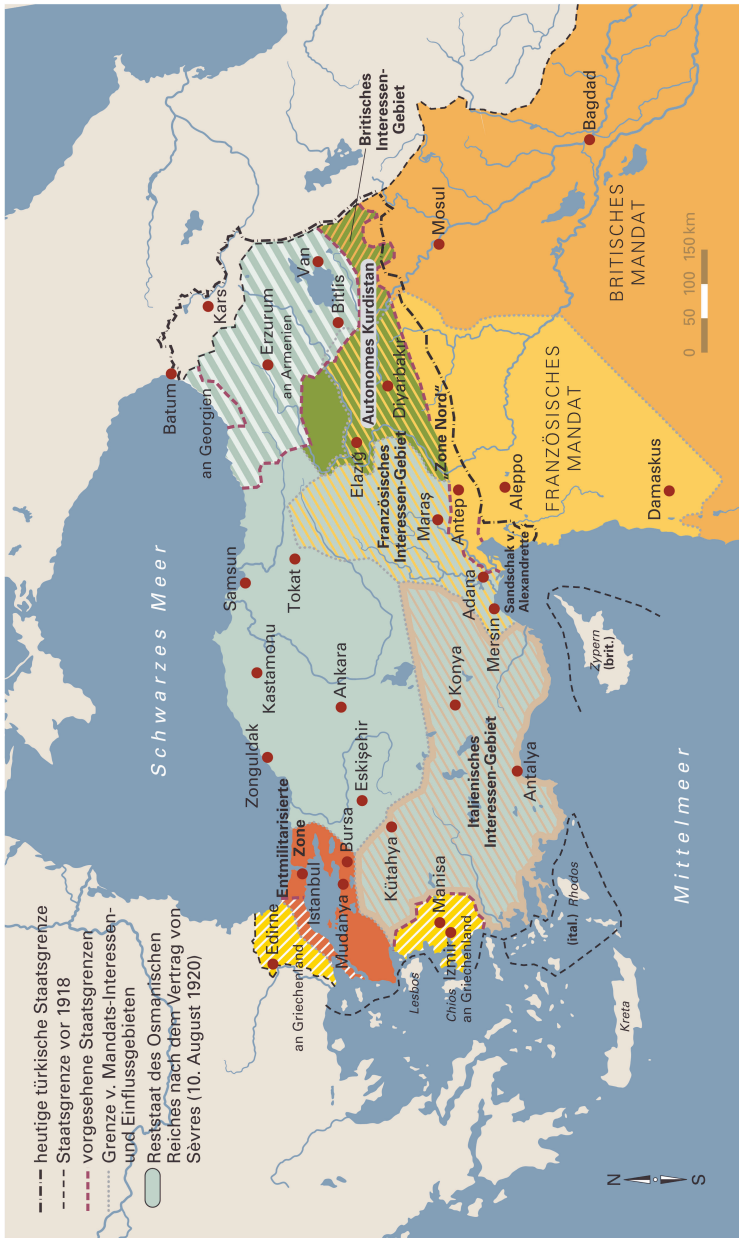 heutige türkische Staatsgrenze
Staatsgrenze vor 1918
vorgesehene Staatsgrenzen
Grenze v. Mandats-Interessen-
und Einflussgebieten
Reststaat des Osmanischen
Reiches nach dem Vertrag von
Sèvres (10. August 1920)
Schwarzes Meer
Batum
Kars
an Georgien
Erzurum
an Armenien
Van
Bitlis
Britisches
Interessen-
Gebiet
Samsun
Tokat
Kastamonu
Zonguldak
Ankara
Eskişehir
Entmilitarisierte
Zone
Edirne
an Griechenland
Istanbul
Mudanya
Bursa
Kütahya
Elazığ
Autonomes Kurdistan
Diyarbakır
Französisches
Interessen-Gebiet
„Zone Nord"
Maraş
Antep
Adana
Mersin
Sandschak v.
Alexandrette
Aleppo
Konya
Italienisches
Interessen-Gebiet
Antalya
Manisa
Izmir
an Griechenland
Lesbos
Chios
Rhodos
(ital.)
Kreta
Zypern
(brit.)
Mittelmeer
Mosul
Bagdad
BRITISCHES
MANDAT
FRANZÖSISCHES
MANDAT
Damaskus
0 50 100 150 km
N
S